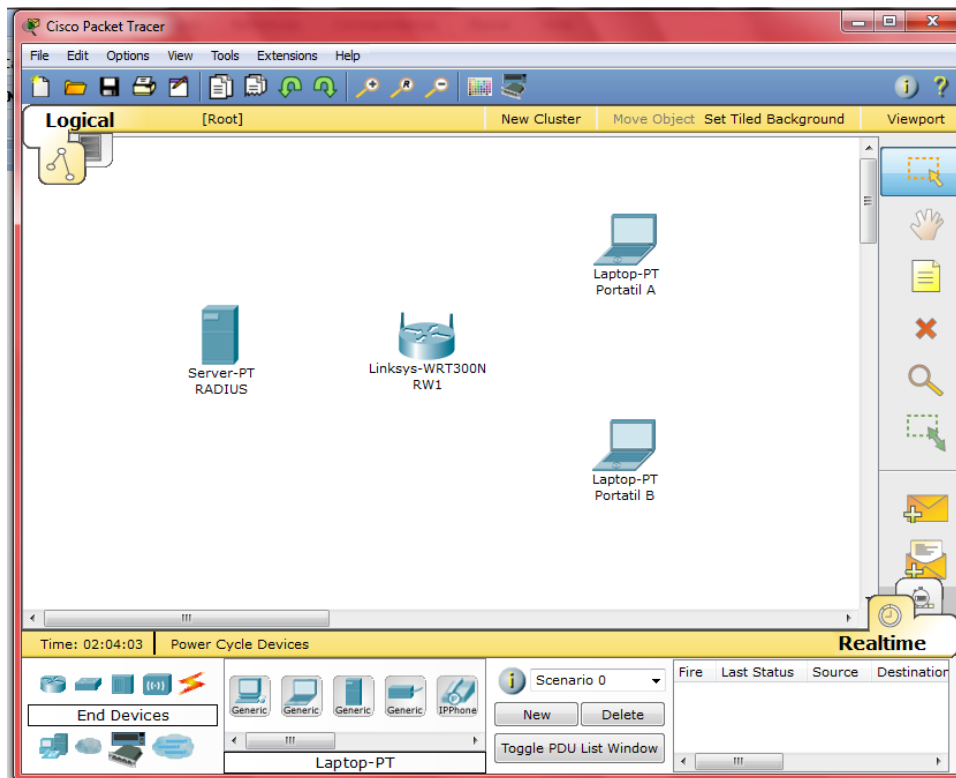 Cisco Packet Tracer
File Edit Options View Tools Extensions Help
Logical [Root] New Cluster Move Object Set Tiled Background Viewport
Laptop-PT
Portatil A
Server-PT
RADIUS
Linksys-WRT300N
RW1
Laptop-PT
Portatil B
Time: 02:04:03 Power Cycle Devices Realtime
End Devices
Generic Generic Generic Generic IPPhone
Laptop-PT
Scenario 0
New Delete
Toggle PDU List Window
Fire Last Status Source Destination